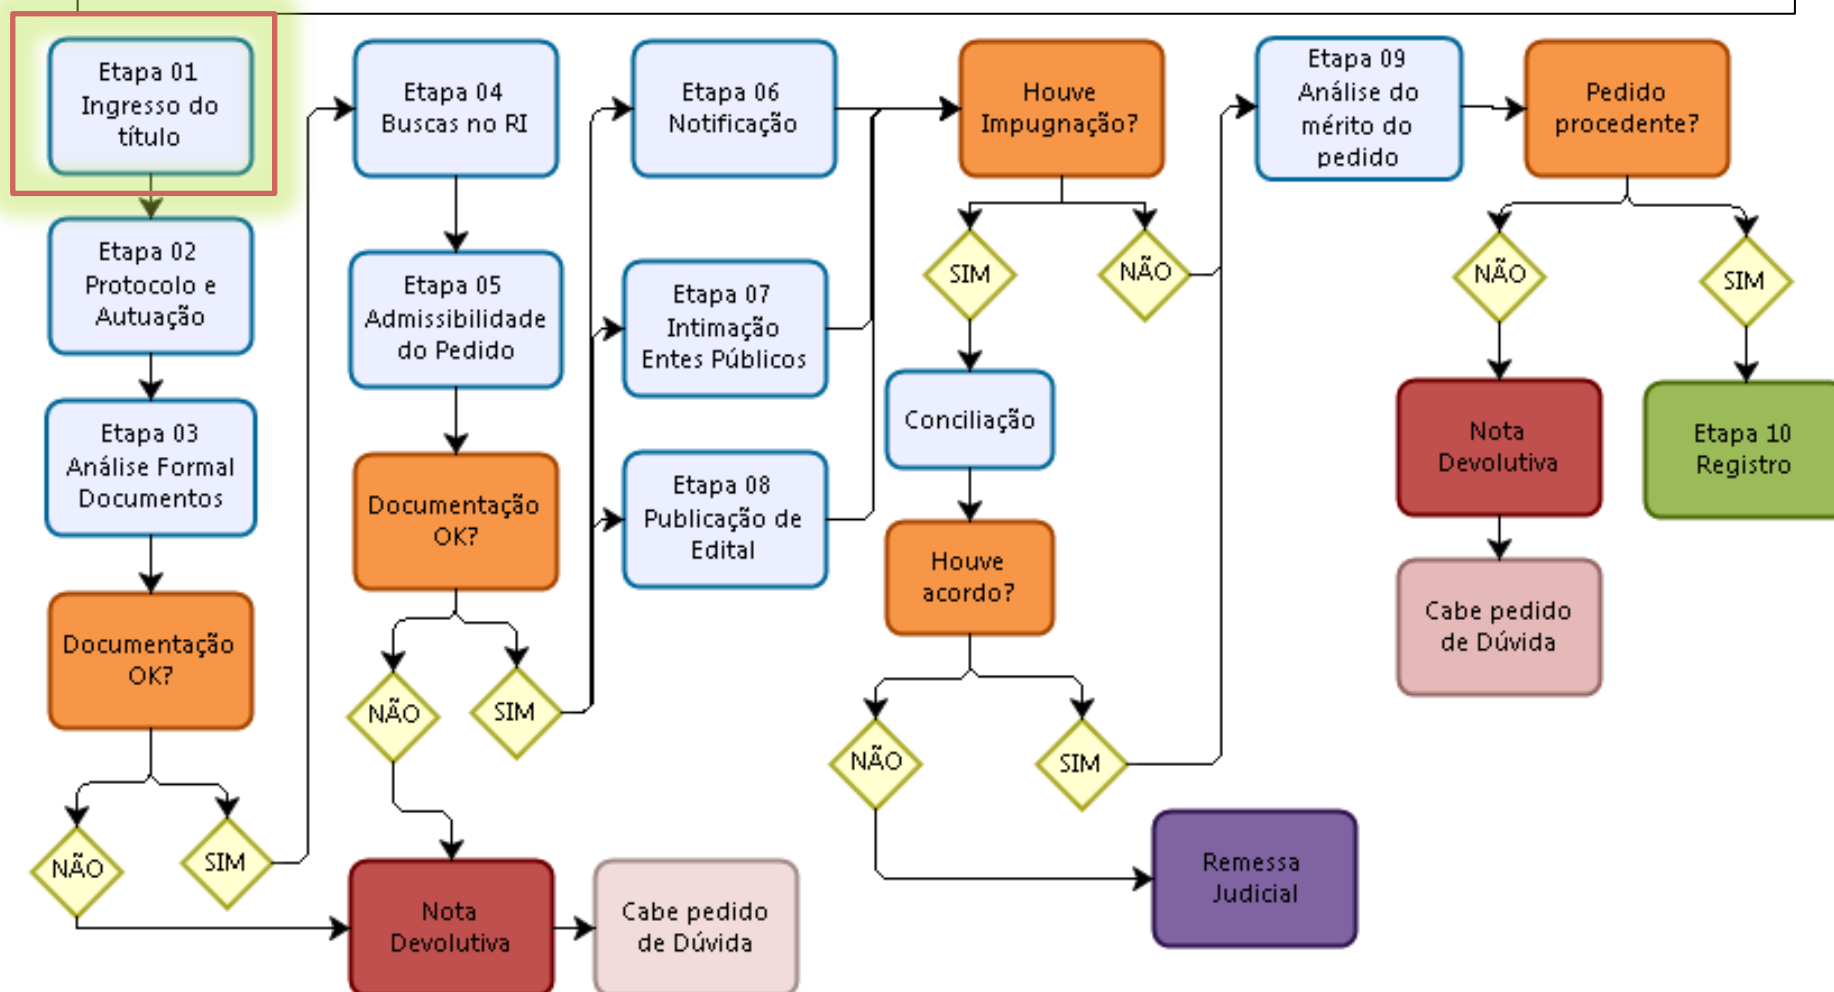 Etapa 01
Ingresso do
título
Etapa 02
Protocolo e
Autuação
Etapa 03
Análise Formal
Documentos
Documentação
OK?
NÃO
SIM
Etapa 04
Buscas no RI
Etapa 05
Admissibilidade
do Pedido
Documentação
OK?
NÃO
SIM
Nota
Devolutiva
Cabe pedido
de Dúvida
Etapa 06
Notificação
Etapa 07
Intimação
Entes Públicos
Etapa 08
Publicação de
Edital
Houve
Impugnação?
SIM
NÃO
Conciliação
Houve
acordo?
NÃO
SIM
Remessa
Judicial
Etapa 09
Análise do
mérito do
pedido
Pedido
procedente?
NÃO
SIM
Nota
Devolutiva
Cabe pedido
de Dúvida
Etapa 10
Registro